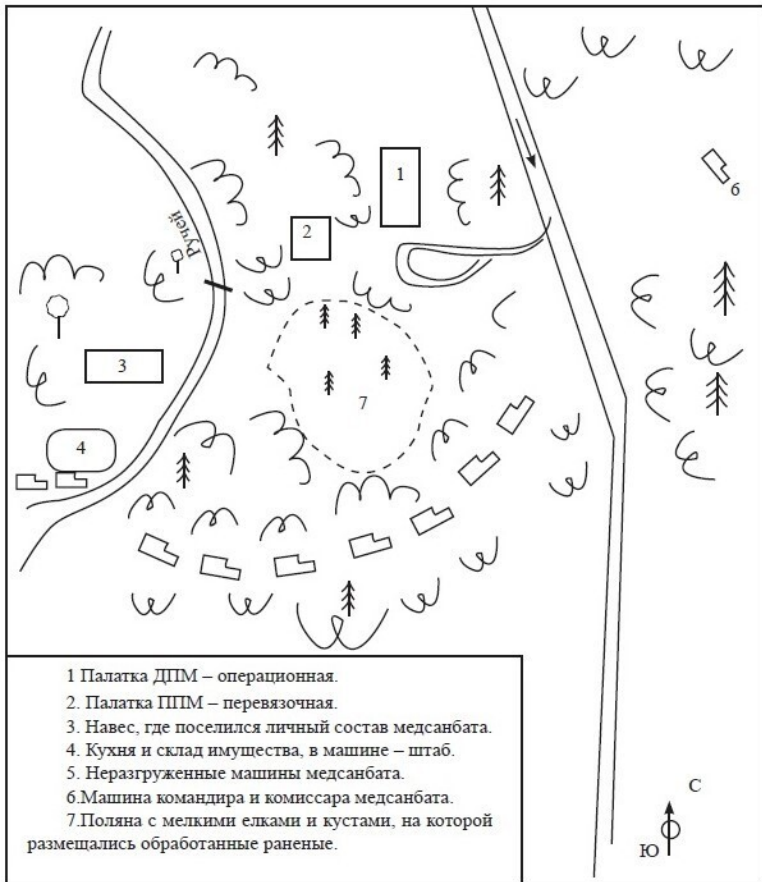 1
6
2
Ручей
3
7
4
1 Палатка ДПМ – операционная.
2. Палатка ППМ – перевязочная.
3. Навес, где поселился личный состав медсанбата.
4. Кухня и склад имущества, в машине – штаб.
5. Неразгруженные машины медсанбата.
6.Машина командира и комиссара медсанбата.
7.Поляна с мелкими елками и кустами, на которой
размещались обработанные раненые.
С
Ю